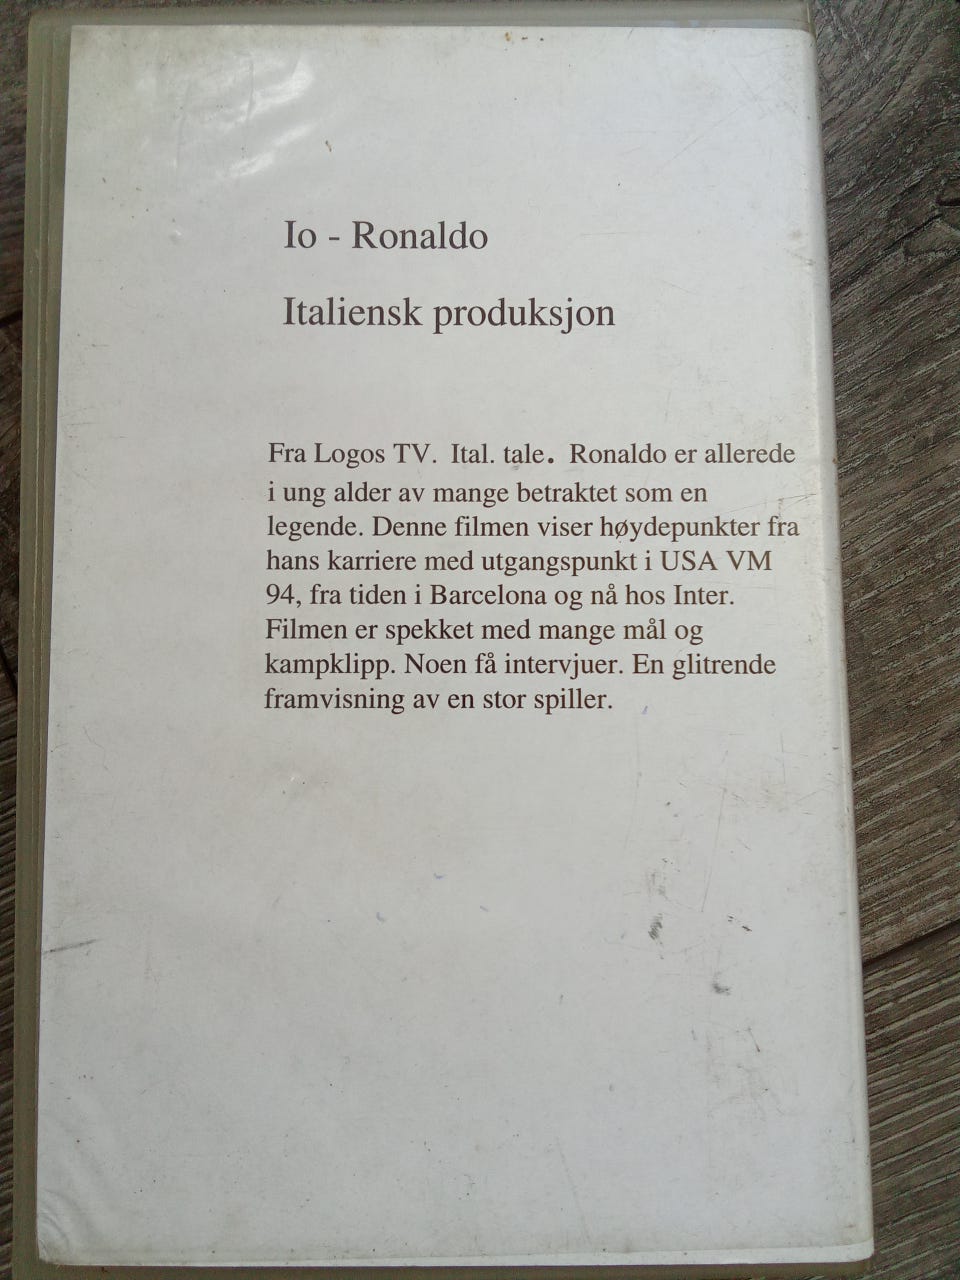 Io - Ronaldo
Italiensk produksjon
Fra Logos TV. Ital. tale. Ronaldo er allerede
i ung alder av mange betraktet som en
legende. Denne filmen viser høydepunkter fra
hans karriere med utgangspunkt i USA VM
94, fra tiden i Barcelona og nå hos Inter.
Filmen er spekket med mange mål og
kampklipp. Noen få intervjuer. En glitrende
framvisning av en stor spiller.